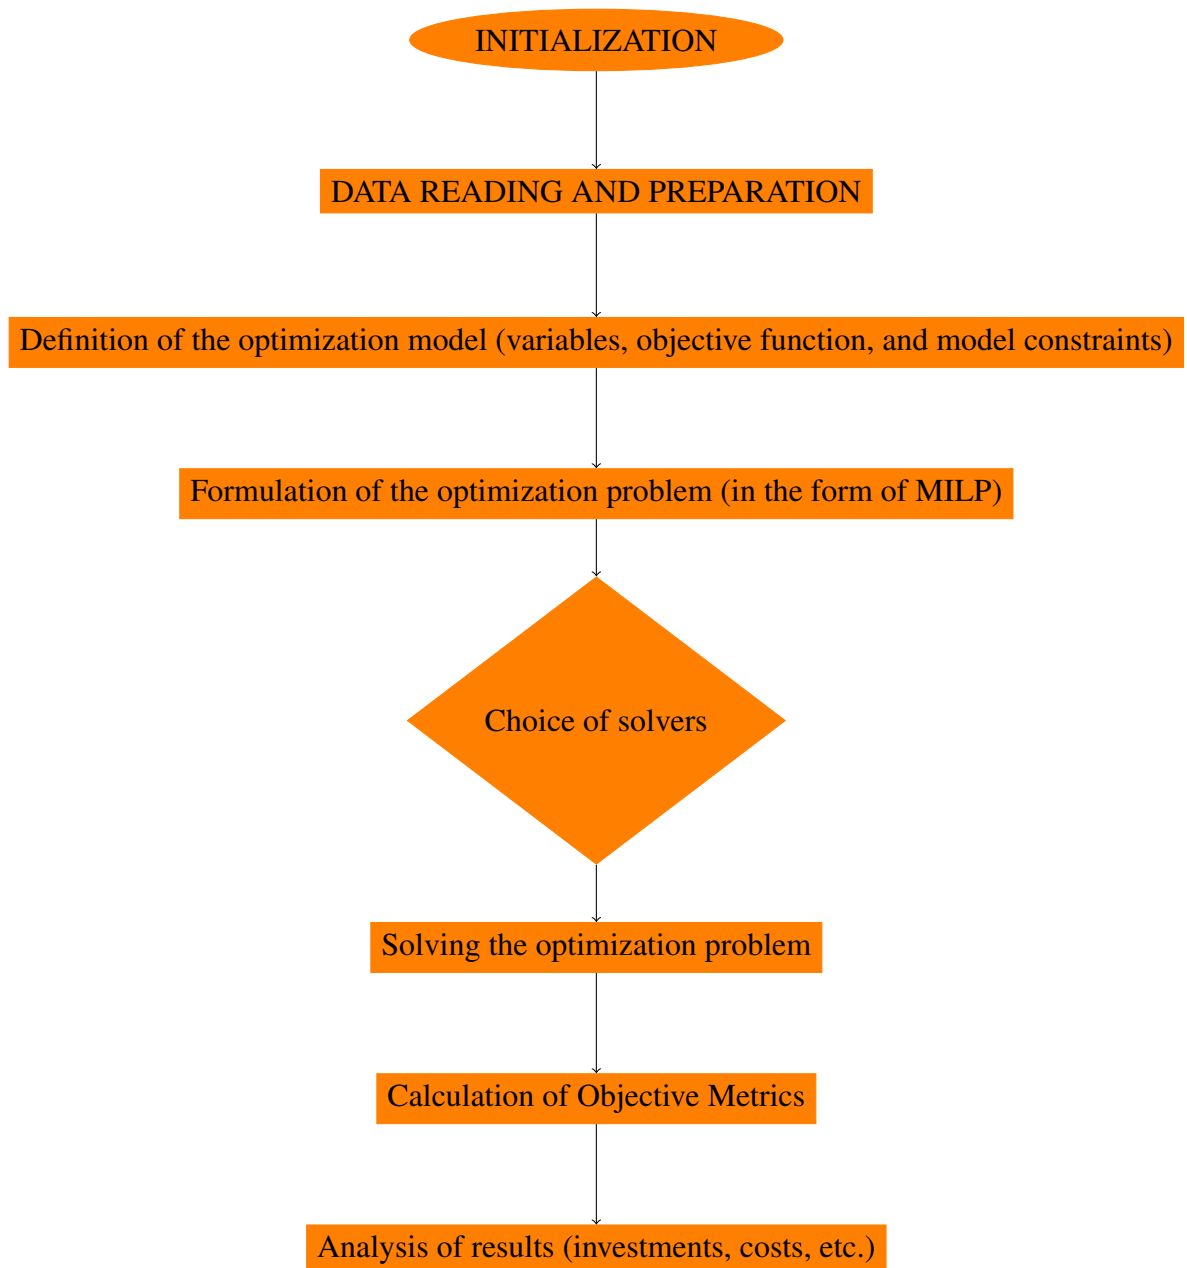 INITIALIZATION
DATA READING AND PREPARATION
Definition of the optimization model (variables, objective function, and model constraints)
Formulation of the optimization problem (in the form of MILP)
Choice of solvers
Solving the optimization problem
Calculation of Objective Metrics
Analysis of results (investments, costs, etc.)